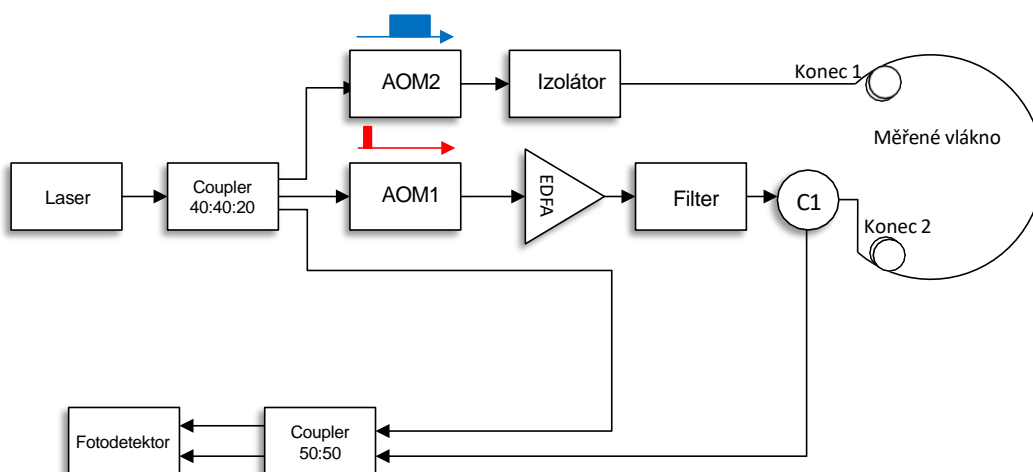 AOM2
Izolátor
Konec 1
Měřené vlákno
Laser
Coupler
40:40:20
AOM1
EDFA
Filter
C1
Konec 2
Fotodetektor
Coupler
50:50